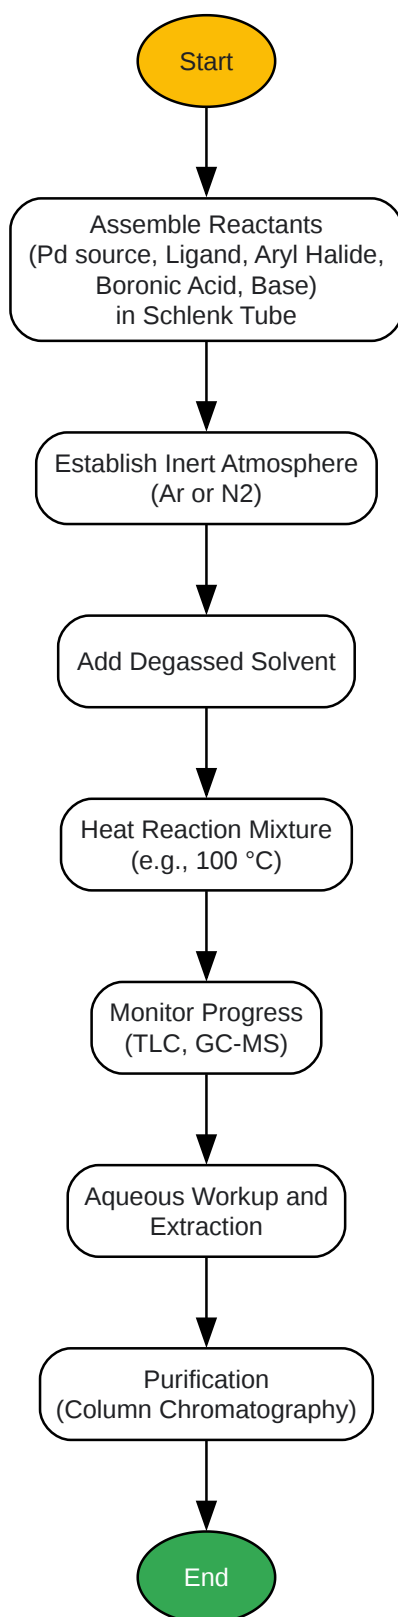 Start
Assemble Reactants
(Pd source, Ligand, Aryl Halide,
Boronic Acid, Base)
in Schlenk Tube
Establish Inert Atmosphere
(Ar or N2)
Add Degassed Solvent
Heat Reaction Mixture
(e.g., 100 °C)
Monitor Progress
(TLC, GC-MS)
Aqueous Workup and
Extraction
Purification
(Column Chromatography)
End